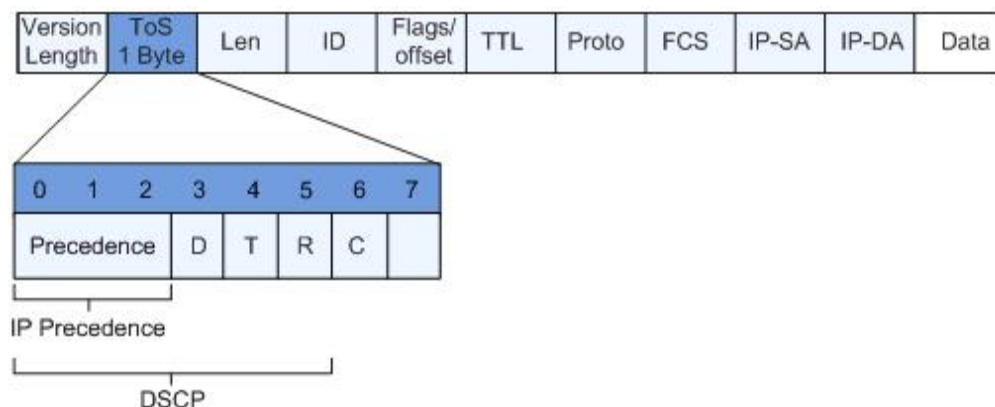 Version Length
ToS 1 Byte
Len
ID
Flags/ offset
TTL
Proto
FCS
IP-SA
IP-DA
Data
0 1 2 3 4 5 6 7
Precedence D T R C
IP Precedence
DSCP